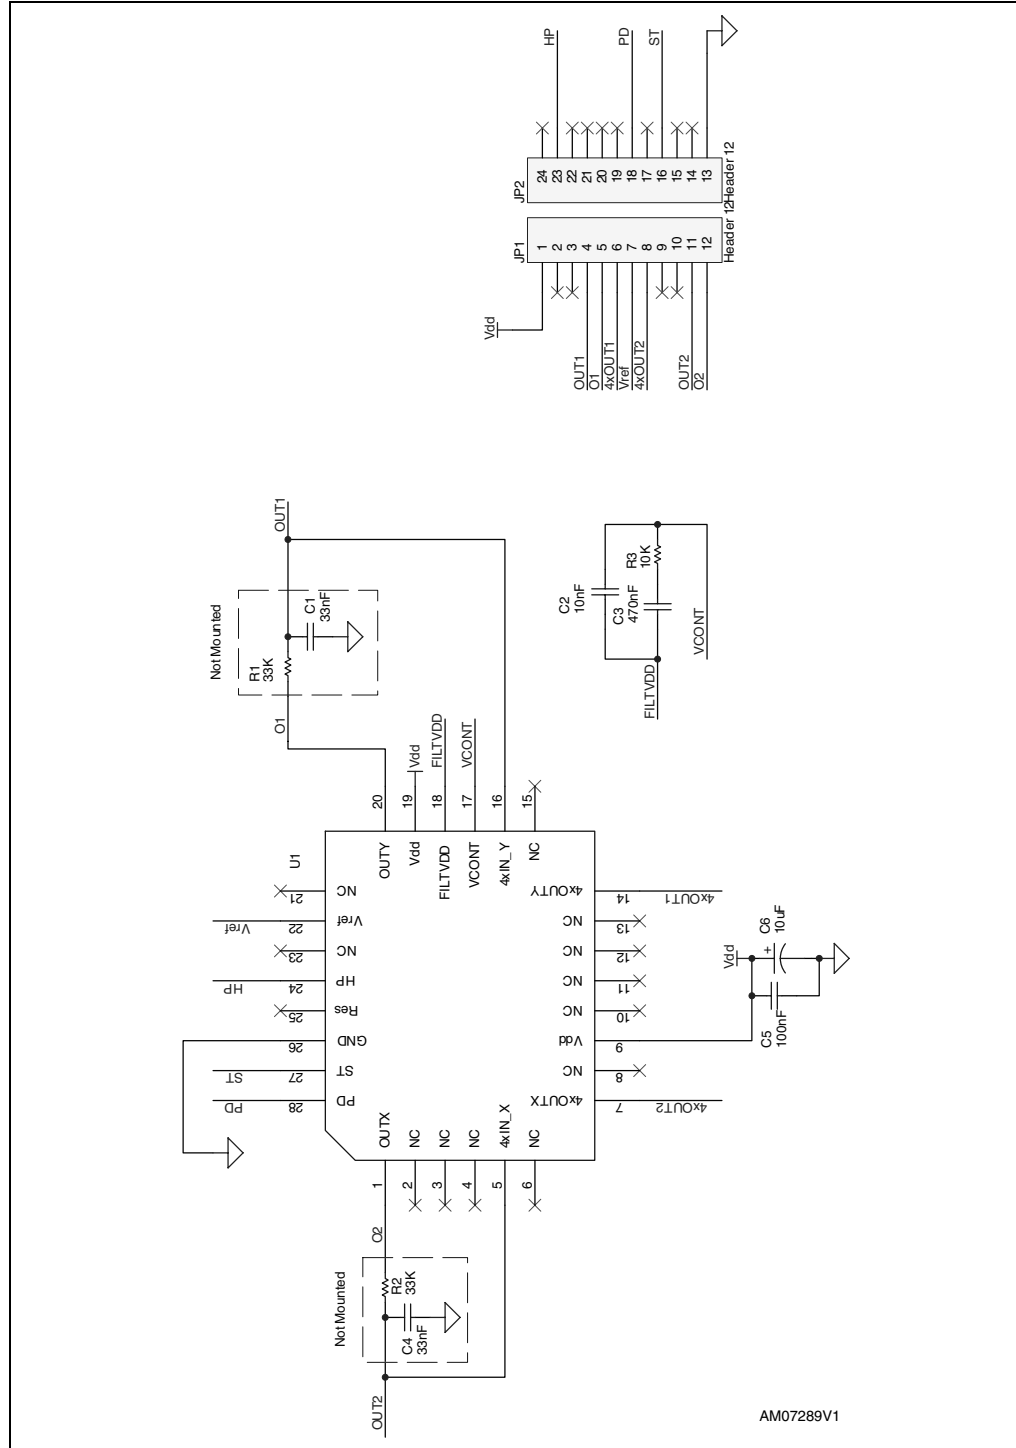 HP
PD
ST
JP2
24
23
22
21
20
19
18
17
16
15
14
13
Header 12
JP1
1
2
3
4
5
6
7
8
9
10
11
12
Header 12
Vdd
OUT1
O1
4xOUT1
Vref
4xOUT2
OUT2
O2
OUT1
Not Mounted
C1
33nF
R1
33K
O1
C2
10nF
C3
470nF
R3
10K
FILTVDD
VCONT
Vdd
FILTVDD
VCONT
20
19
18
17
16
15
U1
OUTY
Vdd
FILTVDD
VCONT
4xIN_Y
NC
Vref
HP
ST
PD
21
22
23
24
25
26
27
28
NC
Vref
NC
HP
Res
GND
ST
PD
4xOUTY
NC
NC
NC
NC
Vdd
NC
4xOUTX
14
13
12
11
10
9
8
7
4xOUT1
4xOUT2
Vdd
+
C6
10uF
C5
100nF
OUTX
NC
NC
NC
4xIN_X
NC
1
2
3
4
5
6
O2
Not Mounted
R2
33K
C4
33nF
OUT2
AM07289V1